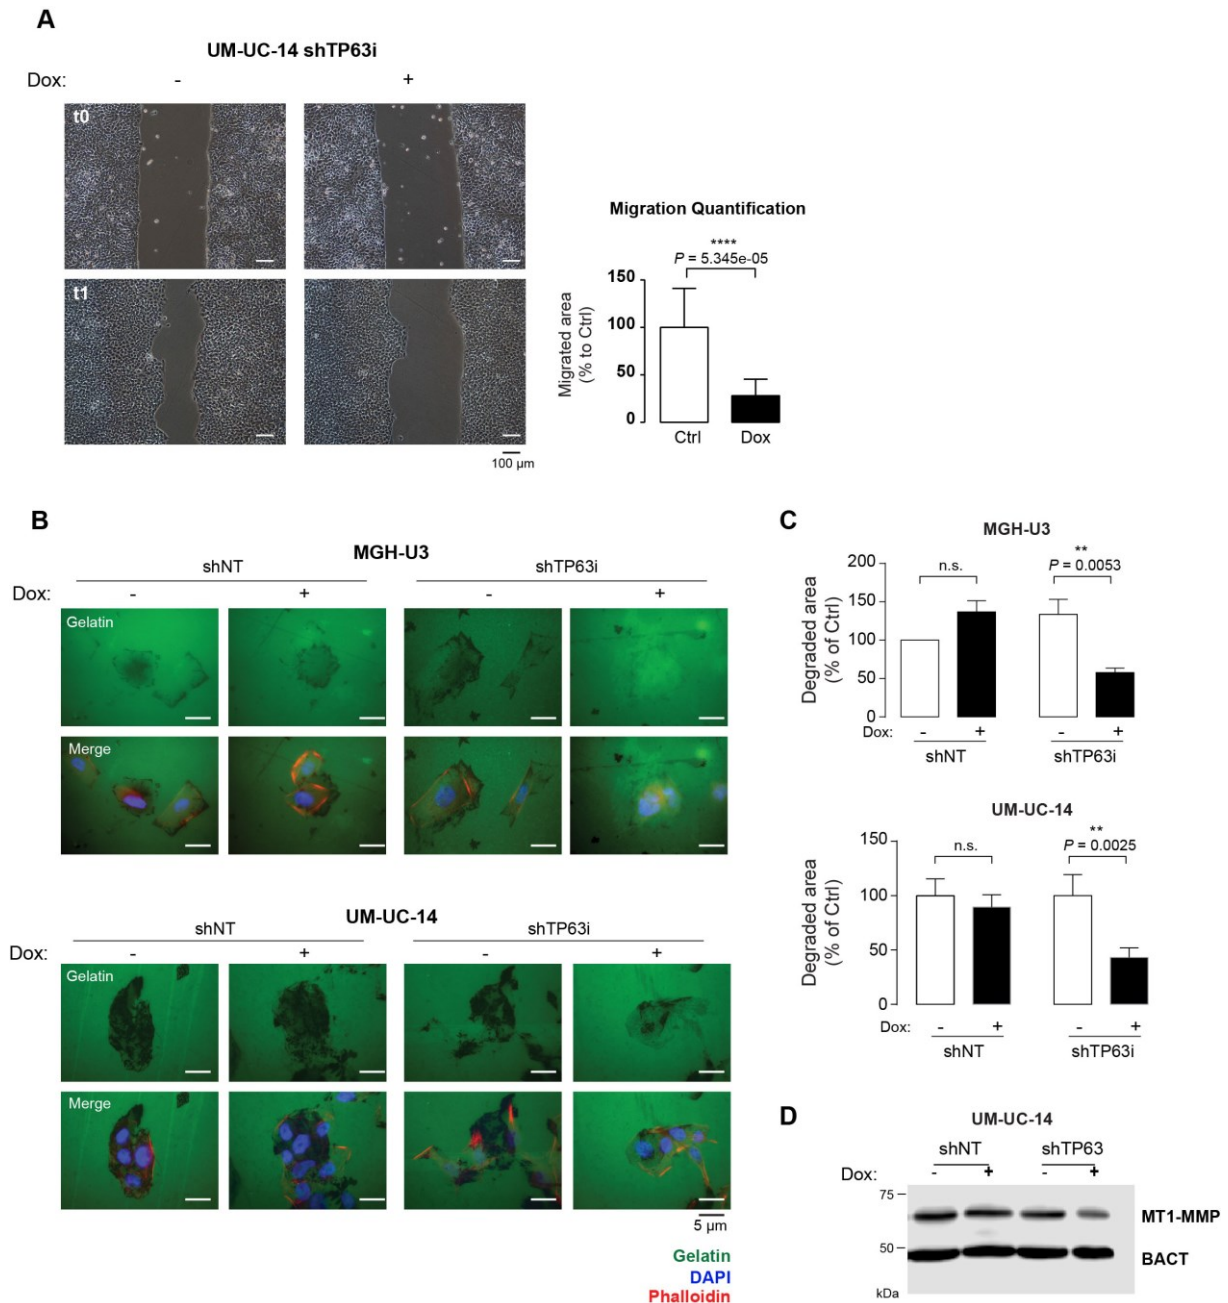 A
UM-UC-14 shTP63i
Dox: - +
t0
t1
100 µm
Migration Quantification
****
P = 5.345e-05
150
100
50
0
Migrated area
(% to Ctrl)
Ctrl Dox
B
MGH-U3
shNT shTP63i
Dox: - + - +
Gelatin
Merge
UM-UC-14
shNT shTP63i
Dox: - + - +
Gelatin
Merge
5 µm
Gelatin
DAPI
Phalloidin
C
MGH-U3
Degraded area
(% of Ctrl)
200
150
100
50
0
n.s.
**
P = 0.0053
Dox: - + - +
shNT shTP63i
UM-UC-14
Degraded area
(% of Ctrl)
150
100
50
0
n.s.
**
P = 0.0025
Dox: - + - +
shNT shTP63i
D
UM-UC-14
shNT shTP63
Dox: - + - +
75
50
kDa
MT1-MMP
BACT